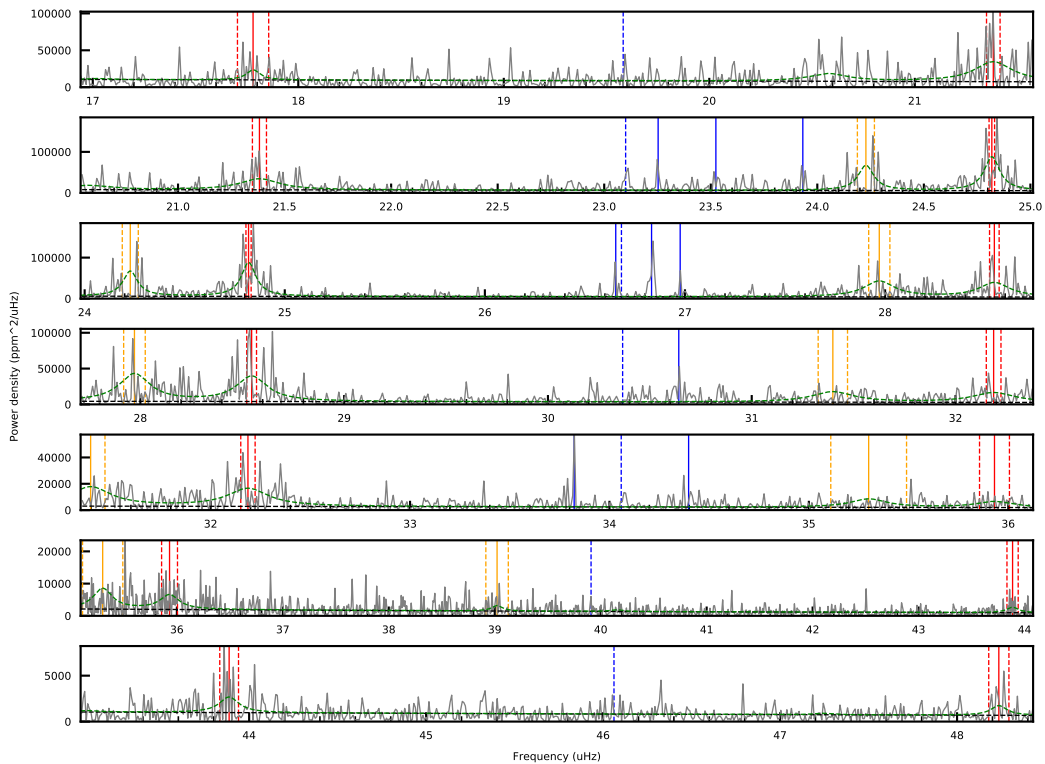 100000
50000
0
17 18 19 20 21
100000
0
21.0 21.5 22.0 22.5 23.0 23.5 24.0 24.5 25.0
100000
0
24 25 26 27 28
100000
50000
0
28 29 30 31 32
Power density (ppm^2/uHz)
40000
20000
0
32 33 34 35 36
20000
10000
0
36 37 38 39 40 41 42 43 44
5000
0
44 45 46 47 48
Frequency (uHz)